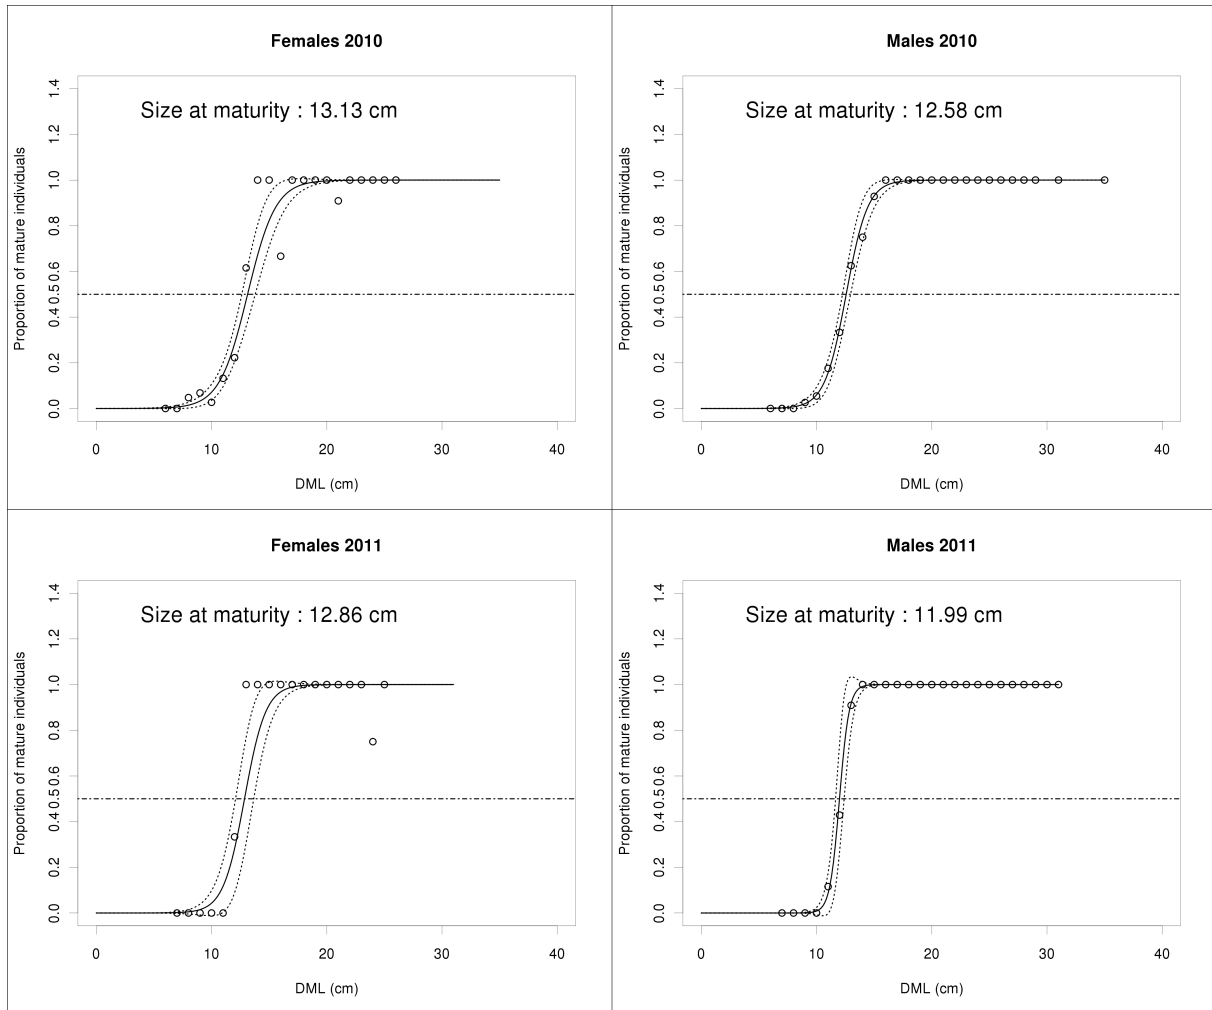 Females 2010
Size at maturity : 13.13 cm
Proportion of mature individuals
0.0 0.2 0.4 0.5 0.6 0.8 1.0 1.2 1.4
0 10 20 30 40
DML (cm)
Males 2010
Size at maturity : 12.58 cm
Proportion of mature individuals
0.0 0.2 0.4 0.5 0.6 0.8 1.0 1.2 1.4
0 10 20 30 40
DML (cm)
Females 2011
Size at maturity : 12.86 cm
Proportion of mature individuals
0.0 0.2 0.4 0.5 0.6 0.8 1.0 1.2 1.4
0 10 20 30 40
DML (cm)
Males 2011
Size at maturity : 11.99 cm
Proportion of mature individuals
0.0 0.2 0.4 0.5 0.6 0.8 1.0 1.2 1.4
0 10 20 30 40
DML (cm)